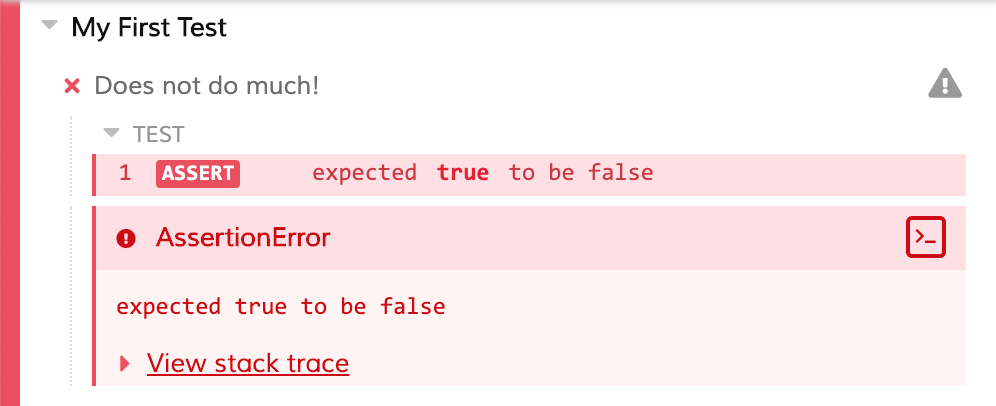 My First Test
Does not do much!
TEST
1 ASSERT expected true to be false
AssertionError
expected true to be false
View stack trace